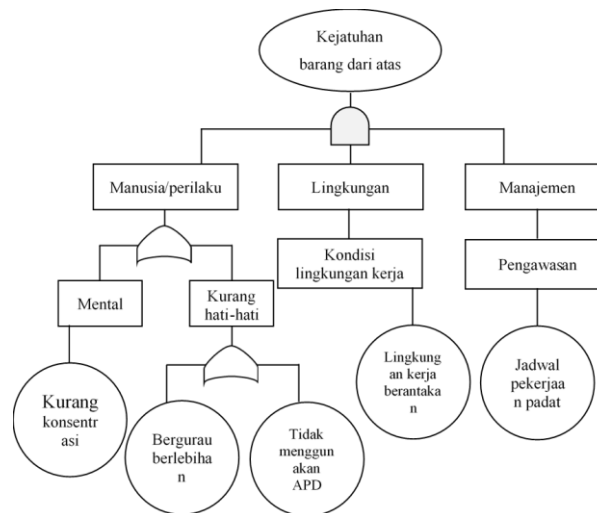 Kejatuhan
barang dari atas
Manusia/perilaku
Lingkungan
Manajemen
Kondisi
lingkungan kerja
Pengawasan
Mental
Kurang
hati-hati
Kurang
konsentr
asi
Bergurau
berlebiha
n
Tidak
menggun
akan
APD
Lingkung
an kerja
berantaka
n
Jadwal
pekerjaa
n padat